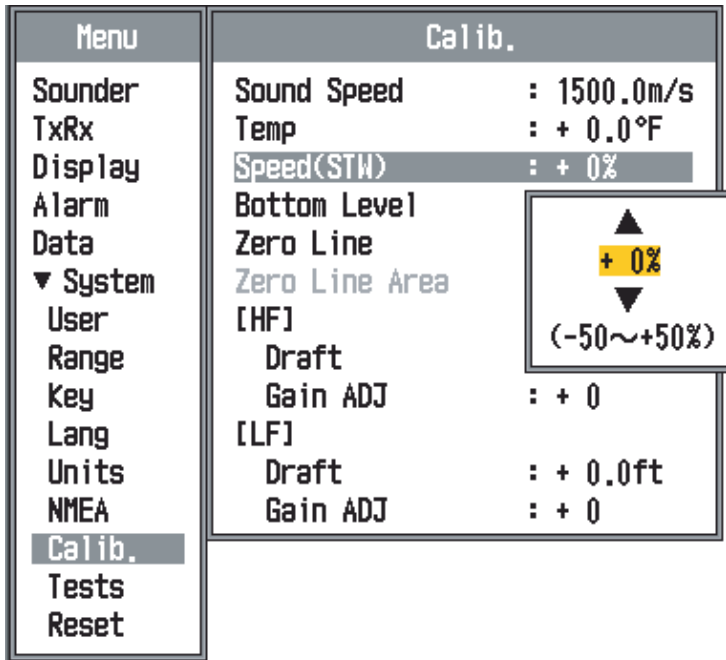 Menu
Sounder
TxRx
Display
Alarm
Data
▼ System
User
Range
Key
Lang
Units
NMEA
Calib.
Tests
Reset
Calib.
Sound Speed : 1500.0m/s
Temp : + 0.0°F
Speed(STW) : + 0%
Bottom Level
Zero Line
Zero Line Area
[HF]
Draft
Gain ADJ : + 0
[LF]
Draft : + 0.0ft
Gain ADJ : + 0
▲
+ 0%
▼
(-50～+50%)